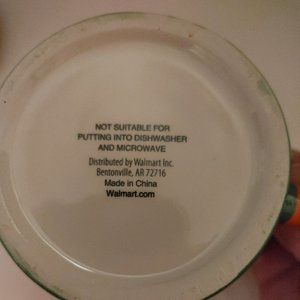 NOT SUITABLE FOR
PUTTING INTO DISHWASHER
AND MICROWAVE
Distributed by Walmart Inc.
Bentonville, AR 72716
Made in China
Walmart.com